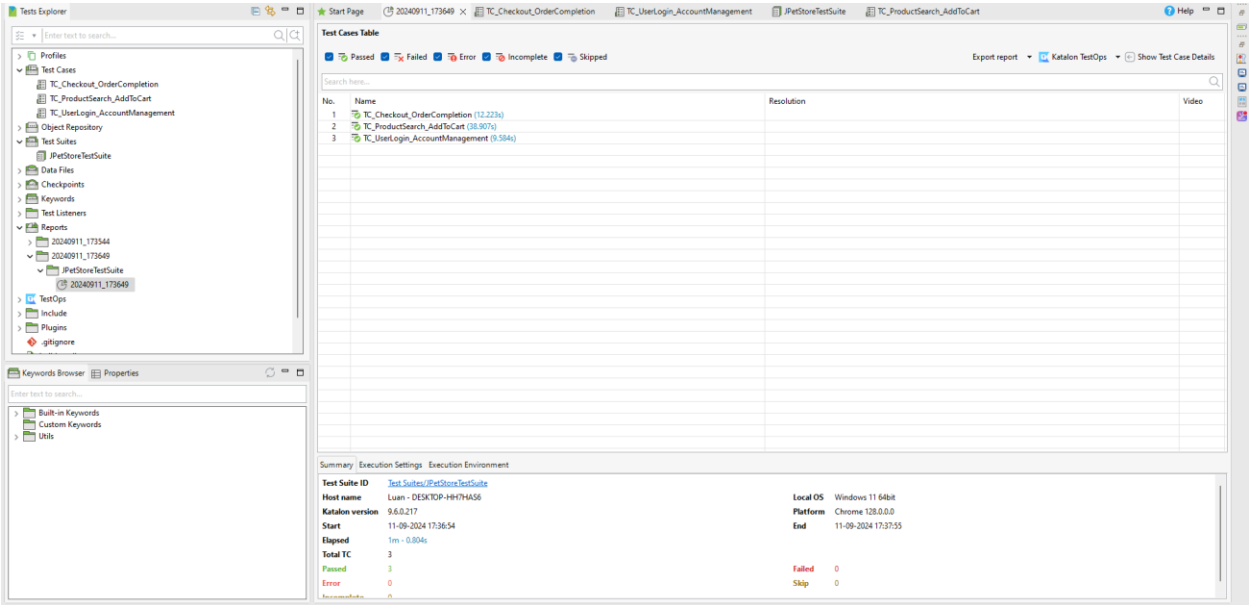 Tests Explorer
Enter text to search...
Profiles
Test Cases
TC_Checkout_OrderCompletion
TC_ProductSearch_AddToCart
TC_UserLogin_AccountManagement
Object Repository
Test Suites
JPetStoreTestSuite
Data Files
Checkpoints
Keywords
Test Listeners
Reports
20240911_173544
20240911_173649
JPetStoreTestSuite
20240911_173649
TestOps
Include
Plugins
.gitignore
Keywords Browser Properties
Enter text to search...
Built-in Keywords
Custom Keywords
Utils
Start Page 20240911_173649 TC_Checkout_OrderCompletion TC_UserLogin_AccountManagement JPetStoreTestSuite TC_ProductSearch_AddToCart Help
Test Cases Table
Passed Failed Error Incomplete Skipped Export report Katalon TestOps Show Test Case Details
Search here...
No. Name Resolution Video
1 TC_Checkout_OrderCompletion (12.223s)
2 TC_ProductSearch_AddToCart (38.907s)
3 TC_UserLogin_AccountManagement (9.584s)
Summary Execution Settings Execution Environment
Test Suite ID Test Suites/JPetStoreTestSuite
Host name Luan - DESKTOP-HH7HAS6 Local OS Windows 11 64bit
Katalon version 9.6.0.217 Platform Chrome 128.0.0.0
Start 11-09-2024 17:36:54 End 11-09-2024 17:37:55
Elapsed 1m - 0.804s
Total TC 3
Passed 3 Failed 0
Error 0 Skip 0
Incomplete 0